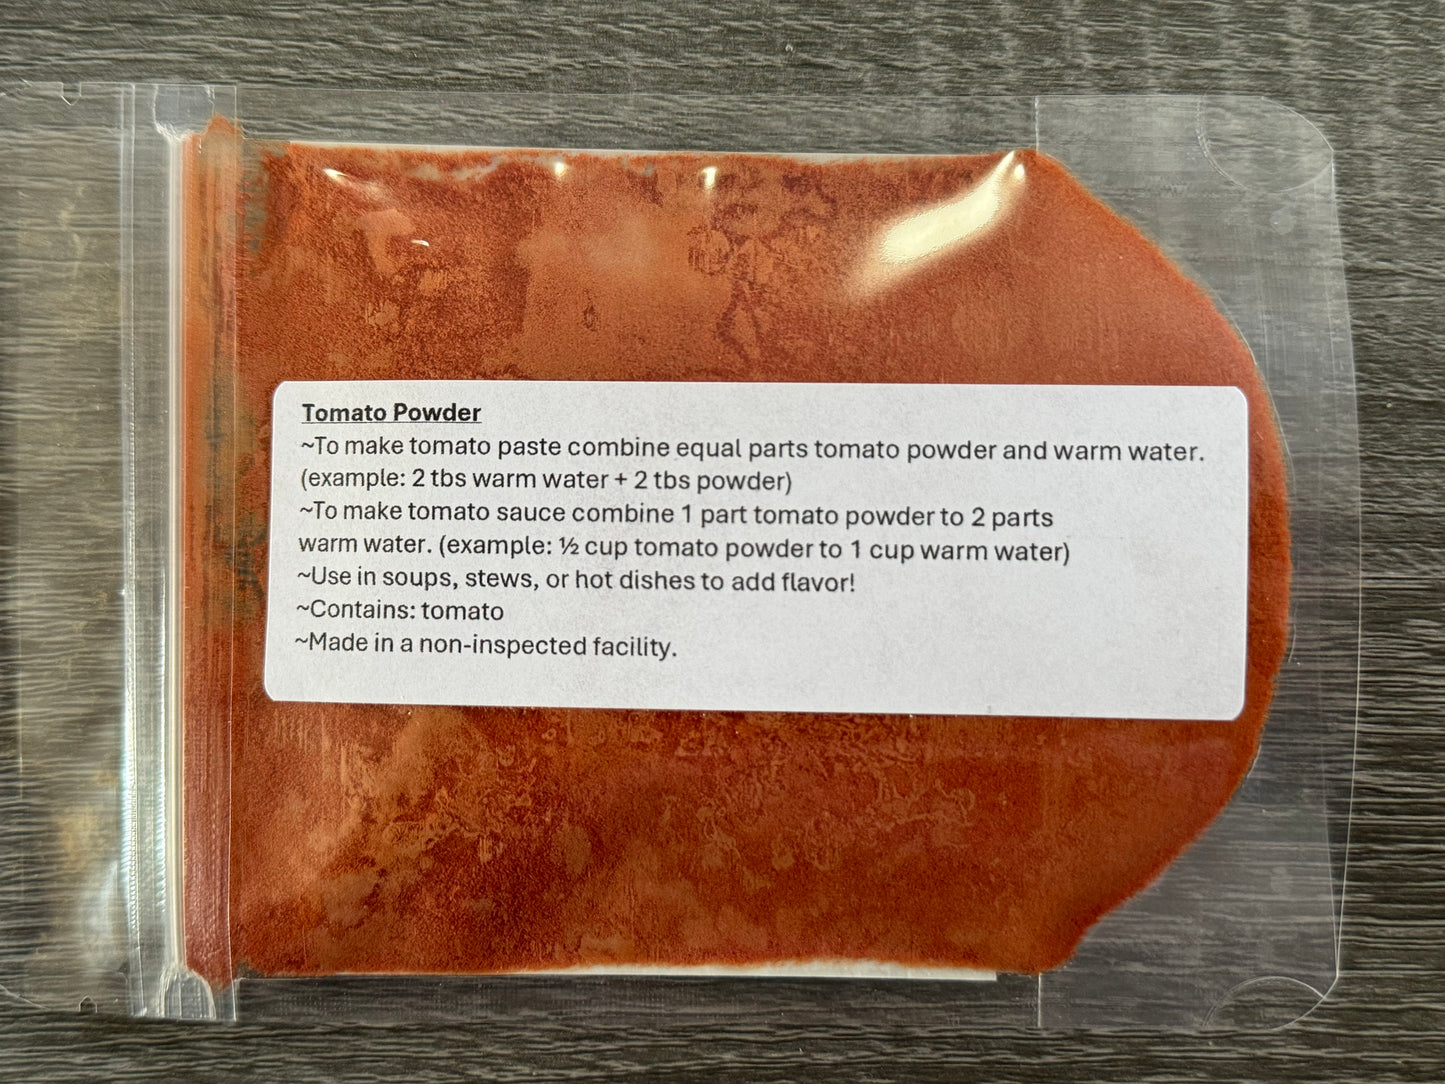 Tomato Powder
~To make tomato paste combine equal parts tomato powder and warm water.
(example: 2 tbs warm water + 2 tbs powder)
~To make tomato sauce combine 1 part tomato powder to 2 parts
warm water. (example: ½ cup tomato powder to 1 cup warm water)
~Use in soups, stews, or hot dishes to add flavor!
~Contains: tomato
~Made in a non-inspected facility.